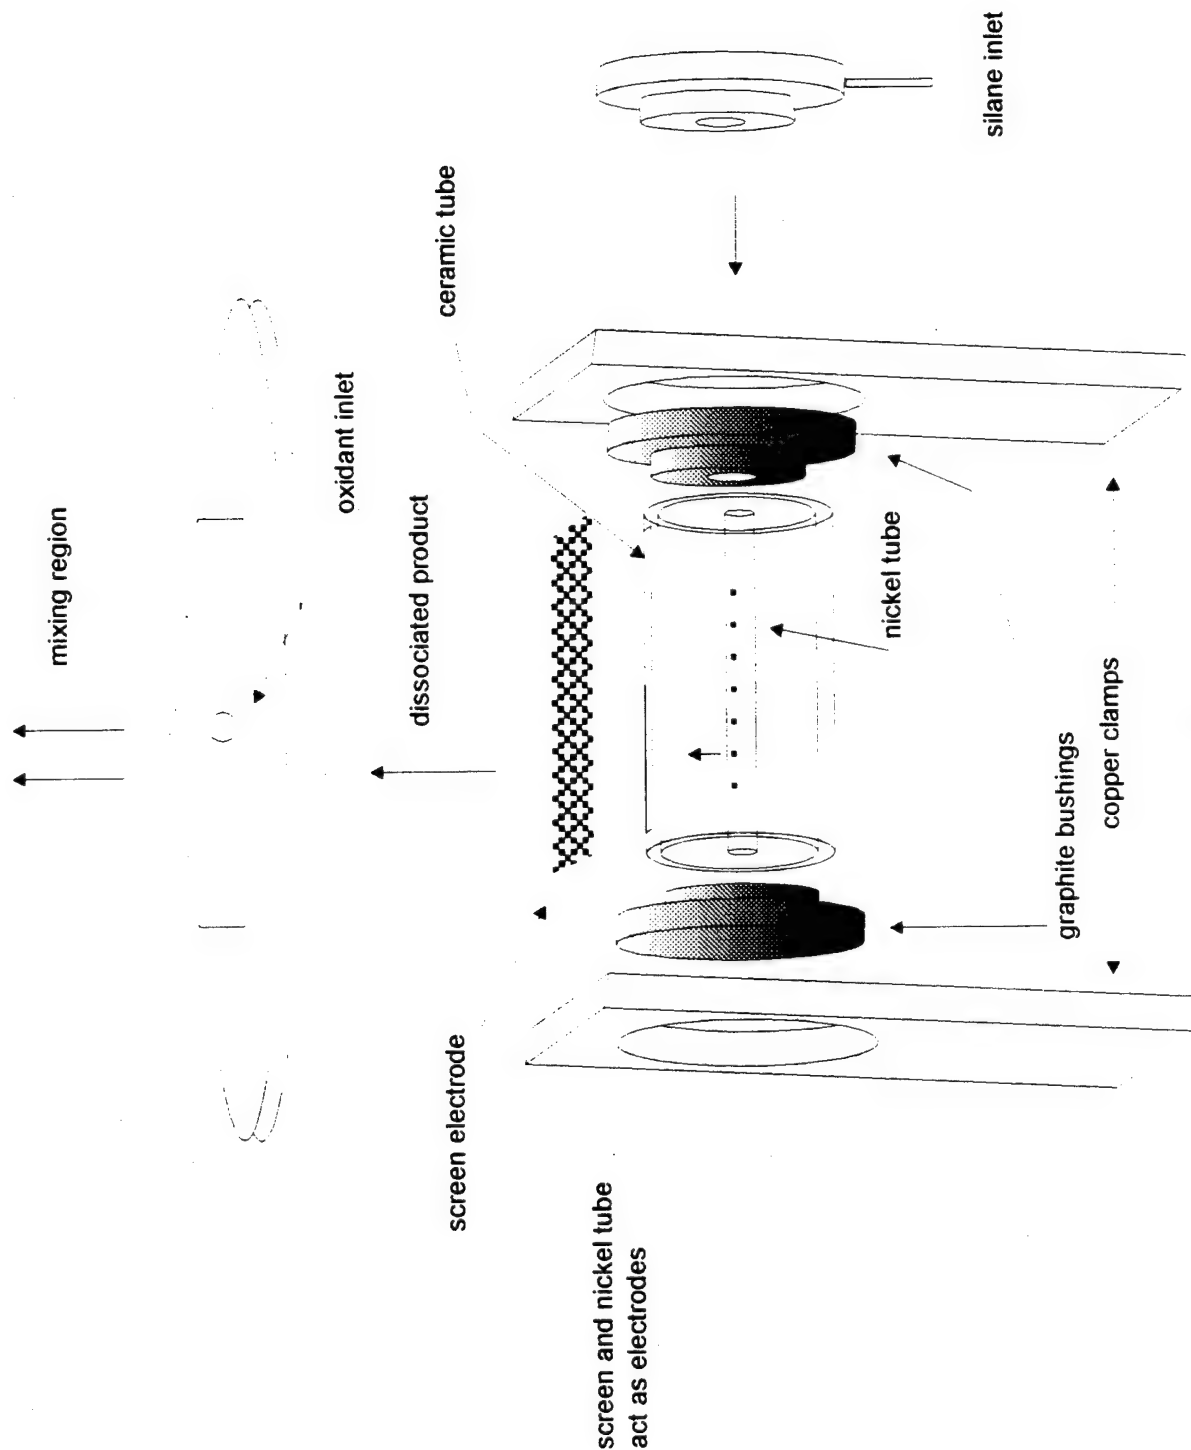 mixing region
oxidant inlet
dissociated product
ceramic tube
silane inlet
screen electrode
screen and nickel tube
act as electrodes
nickel tube
graphite bushings
copper clamps